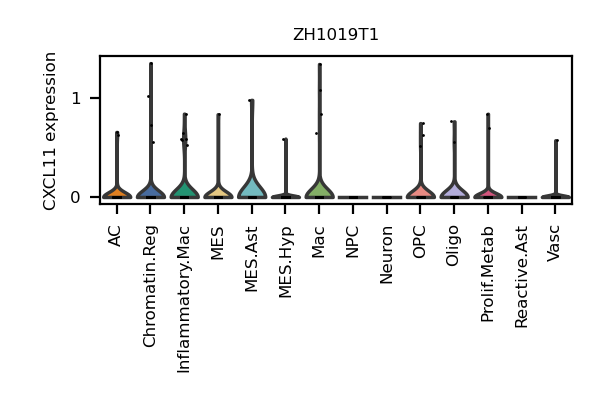 ZH1019T1
CXCL11 expression
1
0
AC
Chromatin.Reg
Inflammatory.Mac
MES
MES.Ast
MES.Hyp
Mac
NPC
Neuron
OPC
Oligo
Prolif.Metab
Reactive.Ast
Vasc